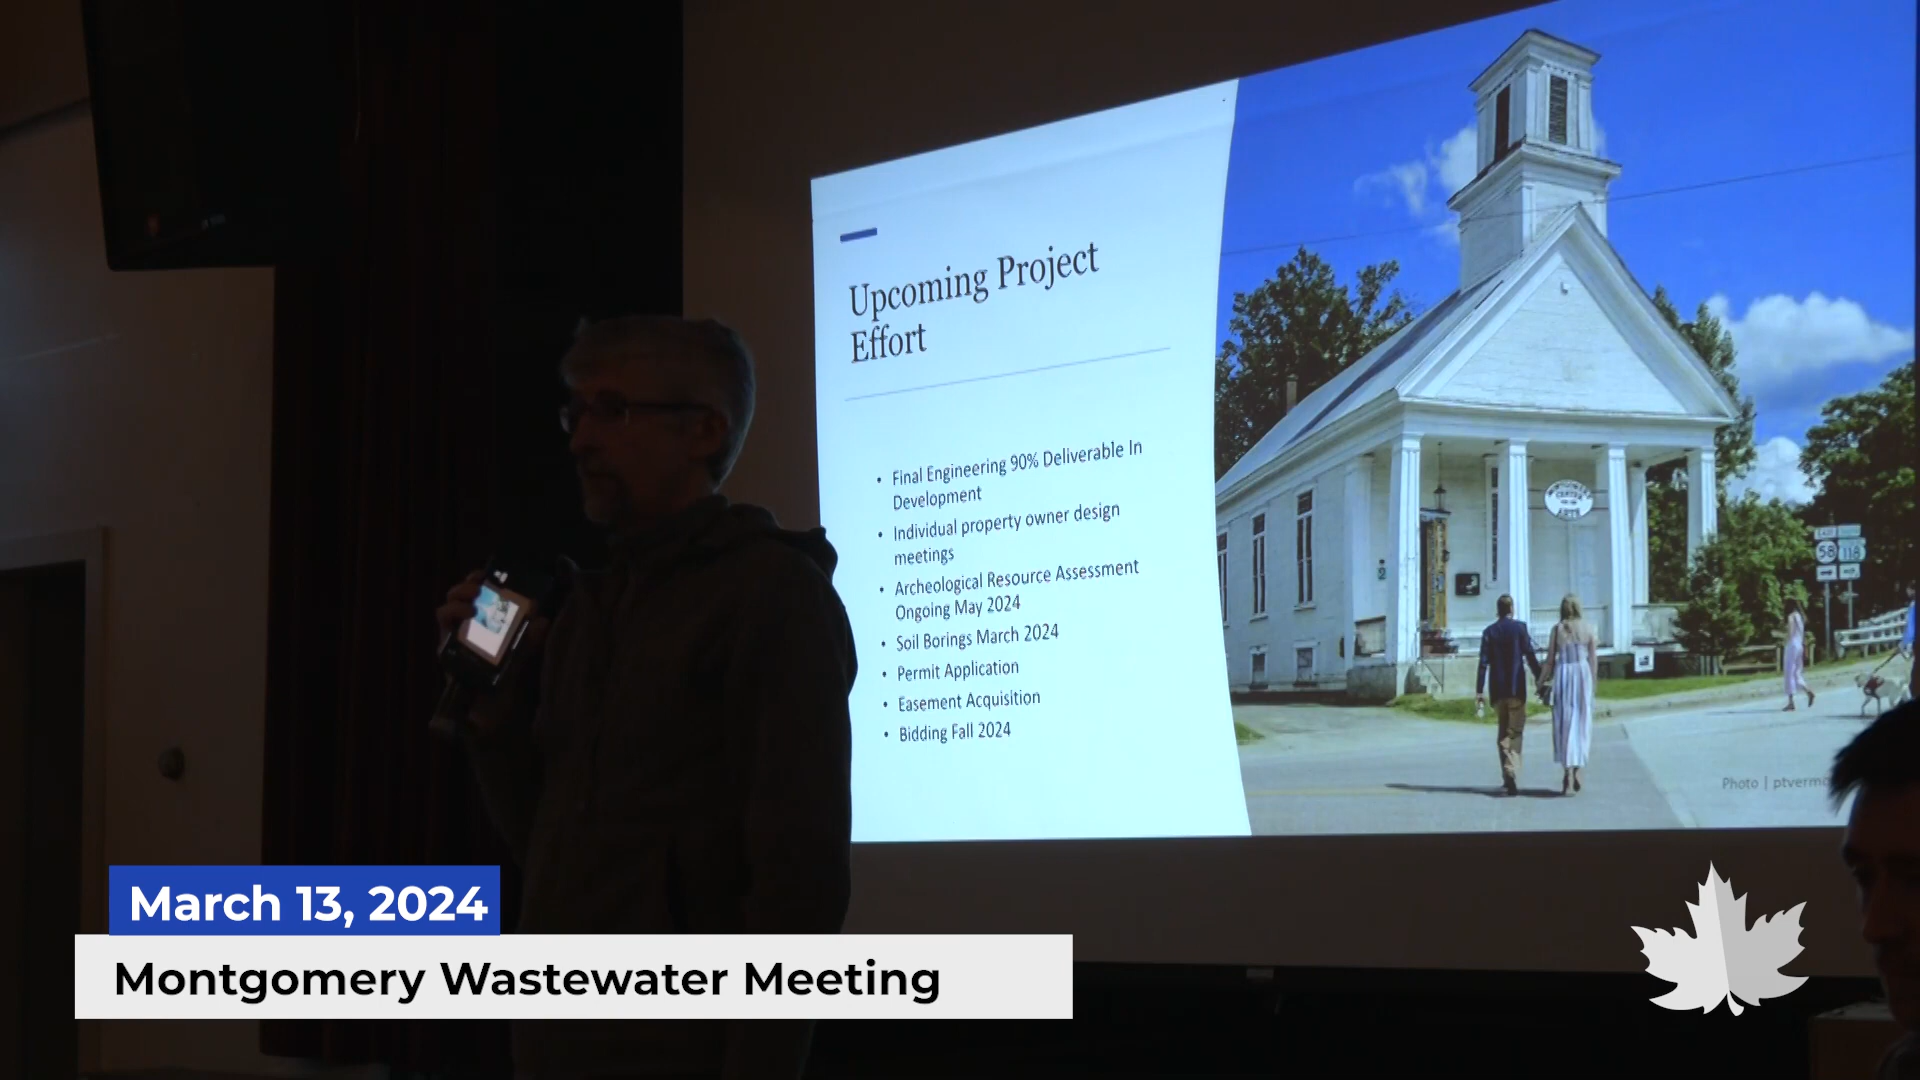 Upcoming Project
Effort
• Final Engineering 90% Deliverable In
Development
• Individual property owner design
meetings
• Archeological Resource Assessment
Ongoing May 2024
• Soil Borings March 2024
• Permit Application
• Easement Acquisition
• Bidding Fall 2024
CENTER
ARTS
58 118
Photo | ptverm
March 13, 2024
Montgomery Wastewater Meeting